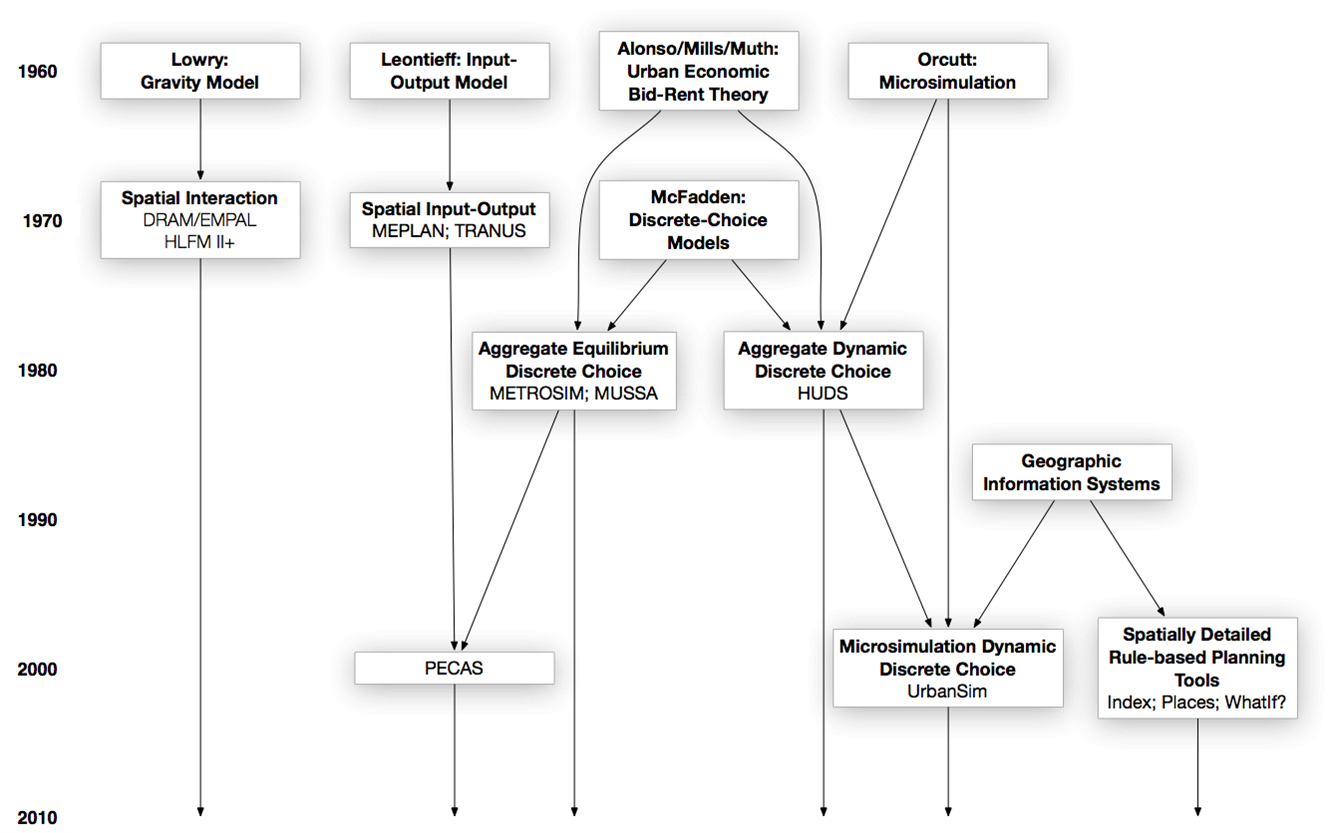 1960
Lowry:
Gravity Model
Leontieff: Input-
Output Model
Alonso/Mills/Muth:
Urban Economic
Bid-Rent Theory
Orcutt:
Microsimulation
1970
Spatial Interaction
DRAM/EMPAL
HLFM II+
Spatial Input-Output
MEPLAN; TRANUS
McFadden:
Discrete-Choice
Models
1980
Aggregate Equilibrium
Discrete Choice
METROSIM; MUSSA
Aggregate Dynamic
Discrete Choice
HUDS
Geographic
Information Systems
1990
2000
PECAS
Microsimulation Dynamic
Discrete Choice
UrbanSim
Spatially Detailed
Rule-based Planning
Tools
Index; Places; WhatIf?
2010